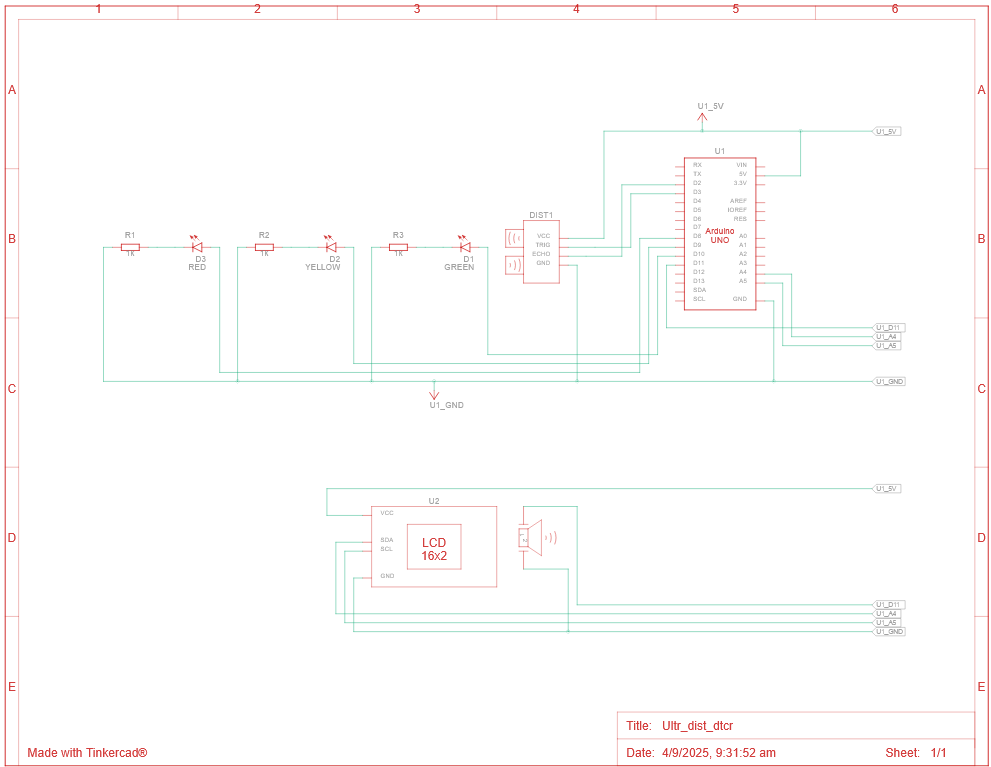 1 2 3 4 5 6
A A
U1_5V
U1_5V
U1
RX VIN
TX 5V
D2 3.3V
D3
D4 AREF
D5 IOREF
D6 RES
D7
Arduino
UNO
D8 A0
D9 A1
D10 A2
D11 A3
D12 A4
D13 A5
SDA
SCL GND
DIST1
VCC
TRIG
ECHO
GND
B B
R1 R2 R3
1K 1K 1K
D3 D2 D1
RED YELLOW GREEN
U1_D11
U1_A4
U1_A5
U1_GND
C C
U1_GND
U1_5V
U2
VCC
SDA
SCL
GND
LCD
16x2
1 2
D D
U1_D11
U1_A4
U1_A5
U1_GND
E E
Title: Ultr_dist_dtcr
Made with Tinkercad®
Date: 4/9/2025, 9:31:52 am Sheet: 1/1